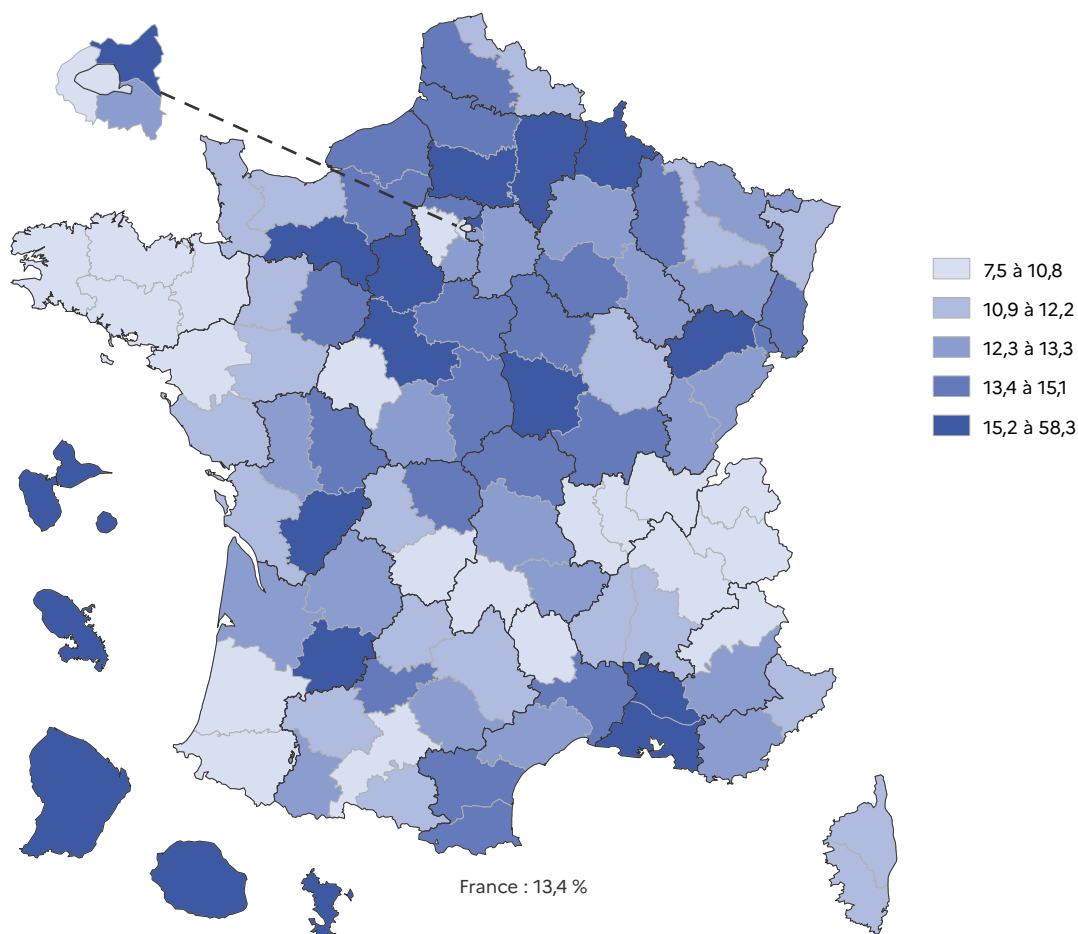 7,5 à 10,8
10,9 à 12,2
12,3 à 13,3
13,4 à 15,1
15,2 à 58,3
France : 13,4 %